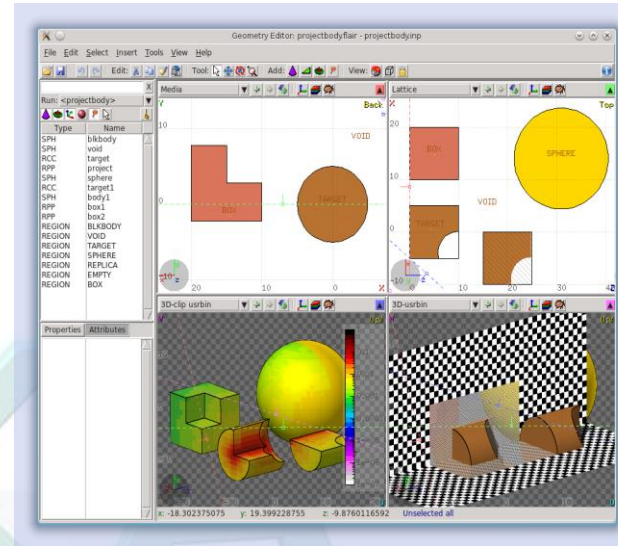 Geometry Editor: projectbody.flair - projectbody.inp
File Edit Select Insert Tools View Help
Edit: Tool: Add: View:
Run: <projectbody>
Type Name
SPH blkbody
SPH void
RCC target
RPP project
SPH sphere
RCC target1
SPH body1
RPP box1
RPP box2
REGION BLKBODY
REGION VOID
REGION TARGET
REGION SPHERE
REGION REPLICA
REGION EMPTY
REGION BOX
Properties Attributes
Media
Back
10
VOID
0
BOX
TARGET
20 10 0
Lattice
Top
20
BOX
SPHERE
VOID
TARGET
0
-10 0 10 20 30
3D-clip usrbin
3D-usrbin
x: -18.302375075 y: 19.399228755 z: -9.8760116592 Unselected all